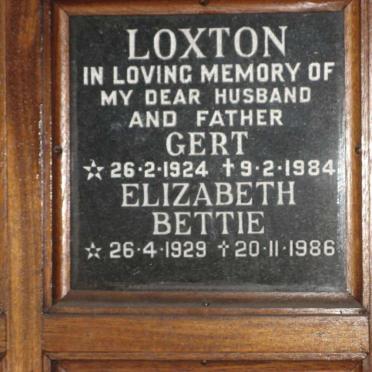 LOXTON
IN LOVING MEMORY OF
MY DEAR HUSBAND
AND FATHER
GERT
☆ 26·2·1924 ✝ 9·2·1984
ELIZABETH
BETTIE
☆ 26·4·1929 ✝ 20·11·1986